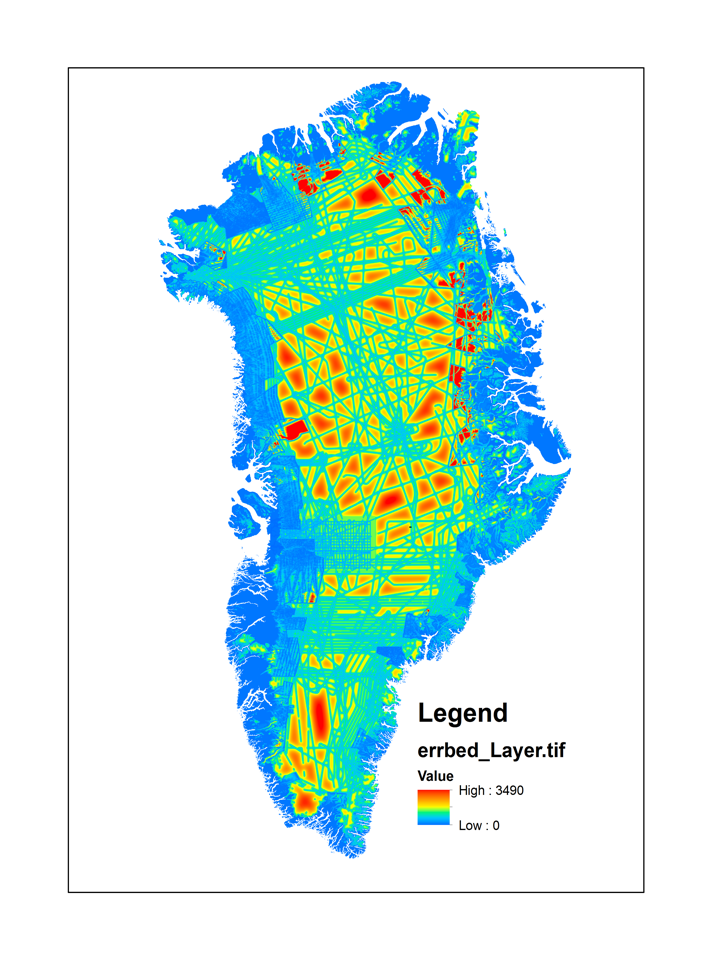 Legend
errbed_Layer.tif
Value
High : 3490
Low : 0